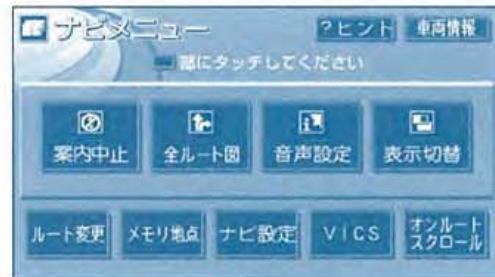 ナビメニュー ?ヒント 車両情報
部にタッチしてください
案内中止 全ルート図 音声設定 表示切替
ルート変更 メモリ地点 ナビ設定 VICS オンルート
スクロール